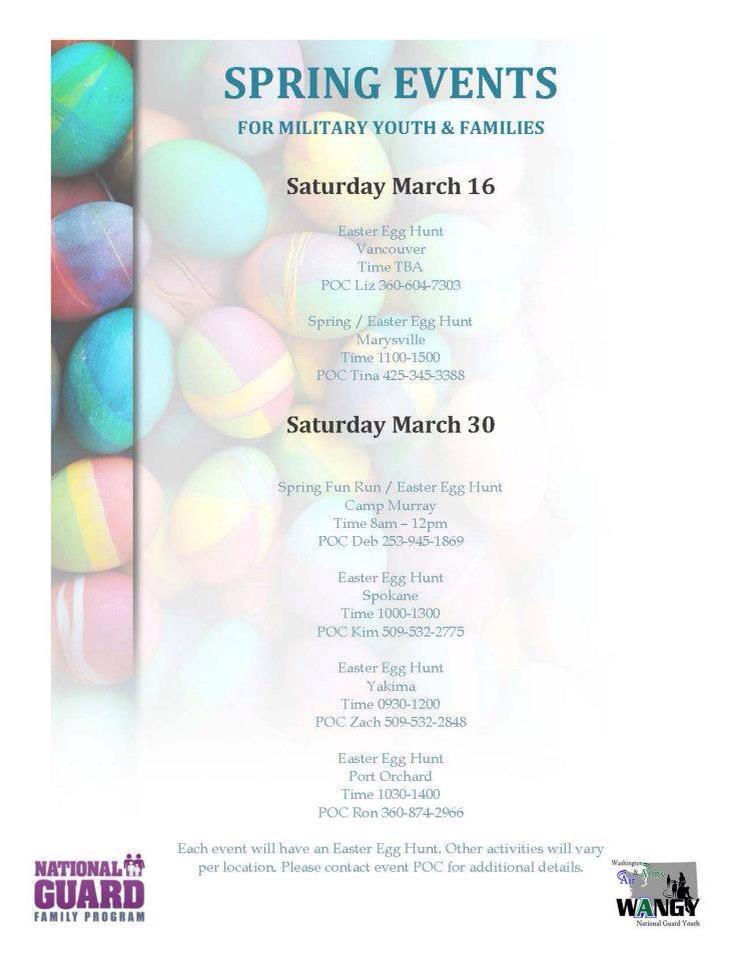 SPRING EVENTS
FOR MILITARY YOUTH & FAMILIES
Saturday March 16
Easter Egg Hunt
Vancouver
Time TBA
POC Liz 360-604-7303
Spring / Easter Egg Hunt
Marysville
Time 1100-1500
POC Tina 425-345-3388
Saturday March 30
Spring Fun Run / Easter Egg Hunt
Camp Murray
Time 8am – 12pm
POC Deb 253-945-1869
Easter Egg Hunt
Spokane
Time 1000-1300
POC Kim 509-532-2775
Easter Egg Hunt
Yakima
Time 0930-1200
POC Zach 509-532-2848
Easter Egg Hunt
Port Orchard
Time 1030-1400
POC Ron 360-874-2966
Each event will have an Easter Egg Hunt. Other activities will vary
per location. Please contact event POC for additional details.
NATIONAL
GUARD
FAMILY PROGRAM
Washington
Air & Army
WANGY
National Guard Youth